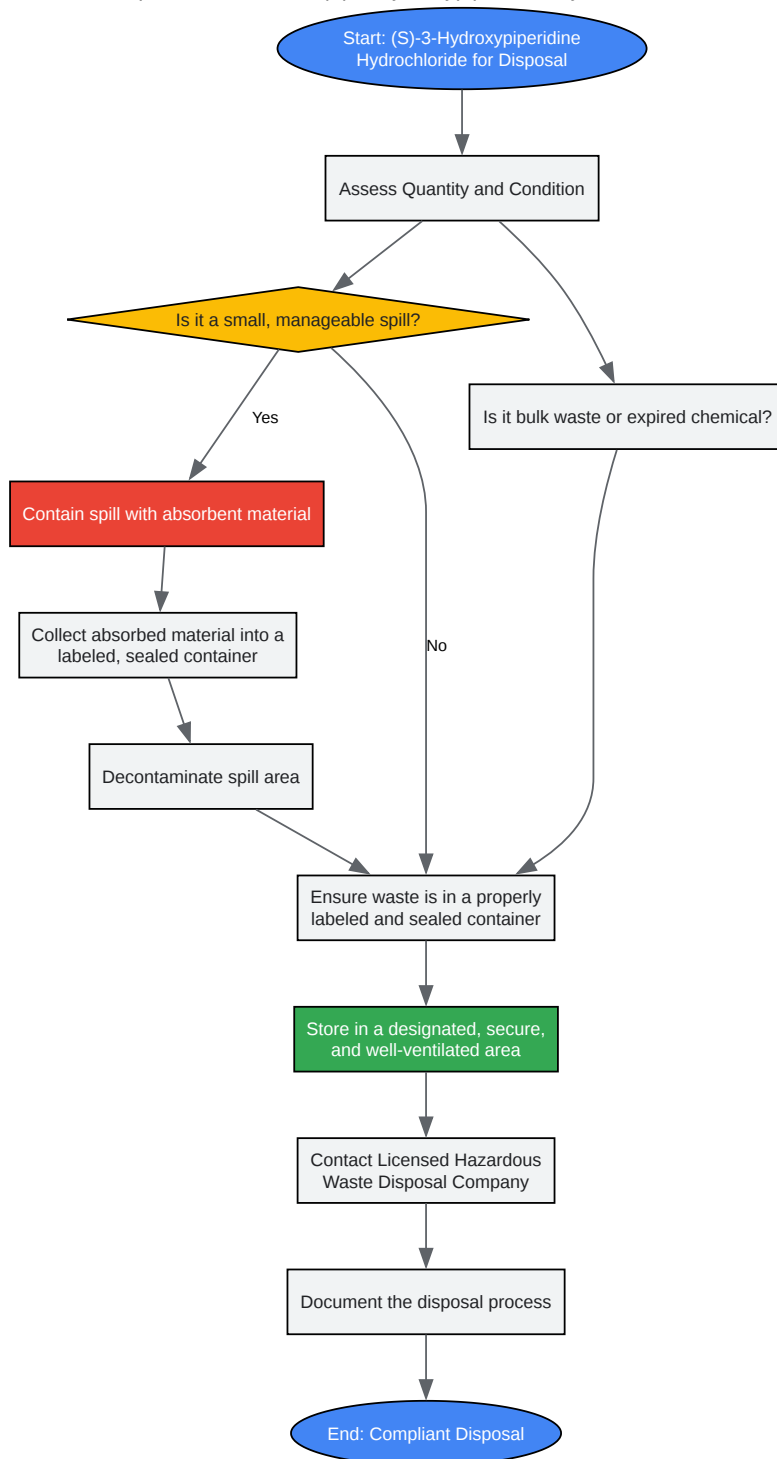 Start: (S)-3-Hydroxypiperidine
Hydrochloride for Disposal
Assess Quantity and Condition
Is it a small, manageable spill?
Is it bulk waste or expired chemical?
Yes
Contain spill with absorbent material
Collect absorbed material into a
labeled, sealed container
No
Decontaminate spill area
Ensure waste is in a properly
labeled and sealed container
Store in a designated, secure,
and well-ventilated area
Contact Licensed Hazardous
Waste Disposal Company
Document the disposal process
End: Compliant Disposal